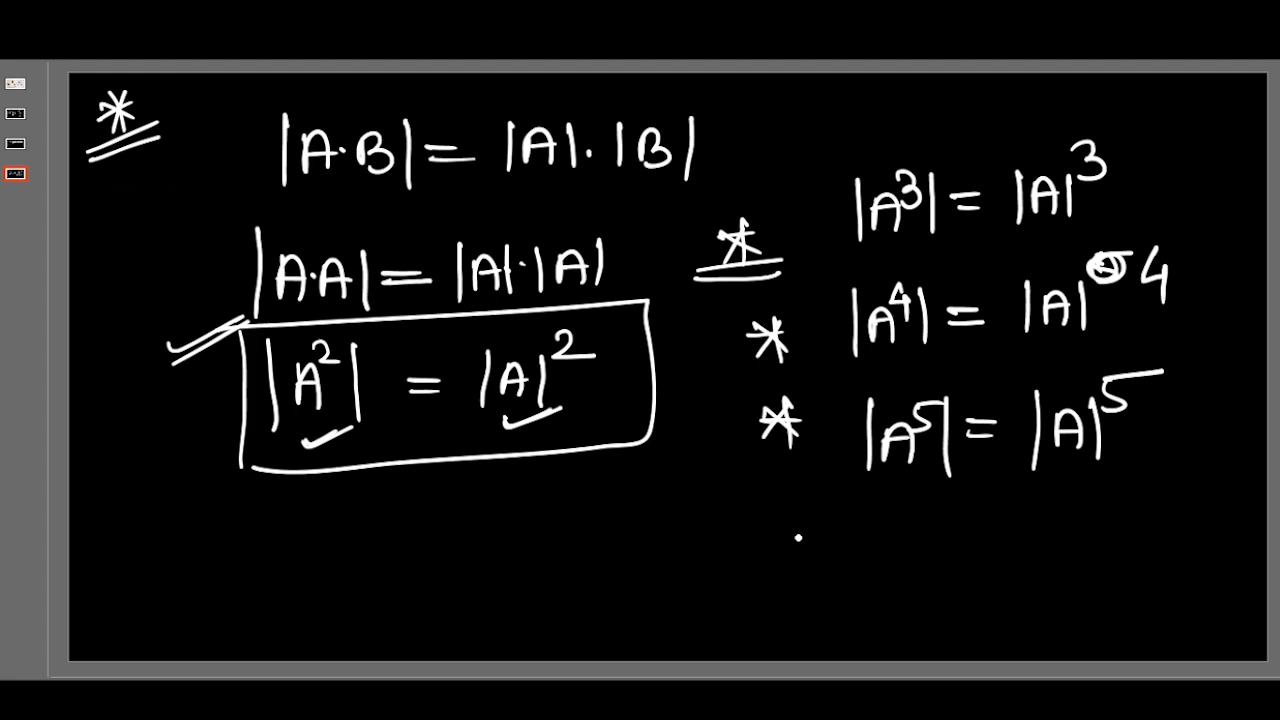 * |A·B| = |A|·|B|
|A·A| = |A|·|A|
|A²| = |A|²
* |A³| = |A|³
* |A⁴| = |A|⁴
* |A⁵| = |A|⁵